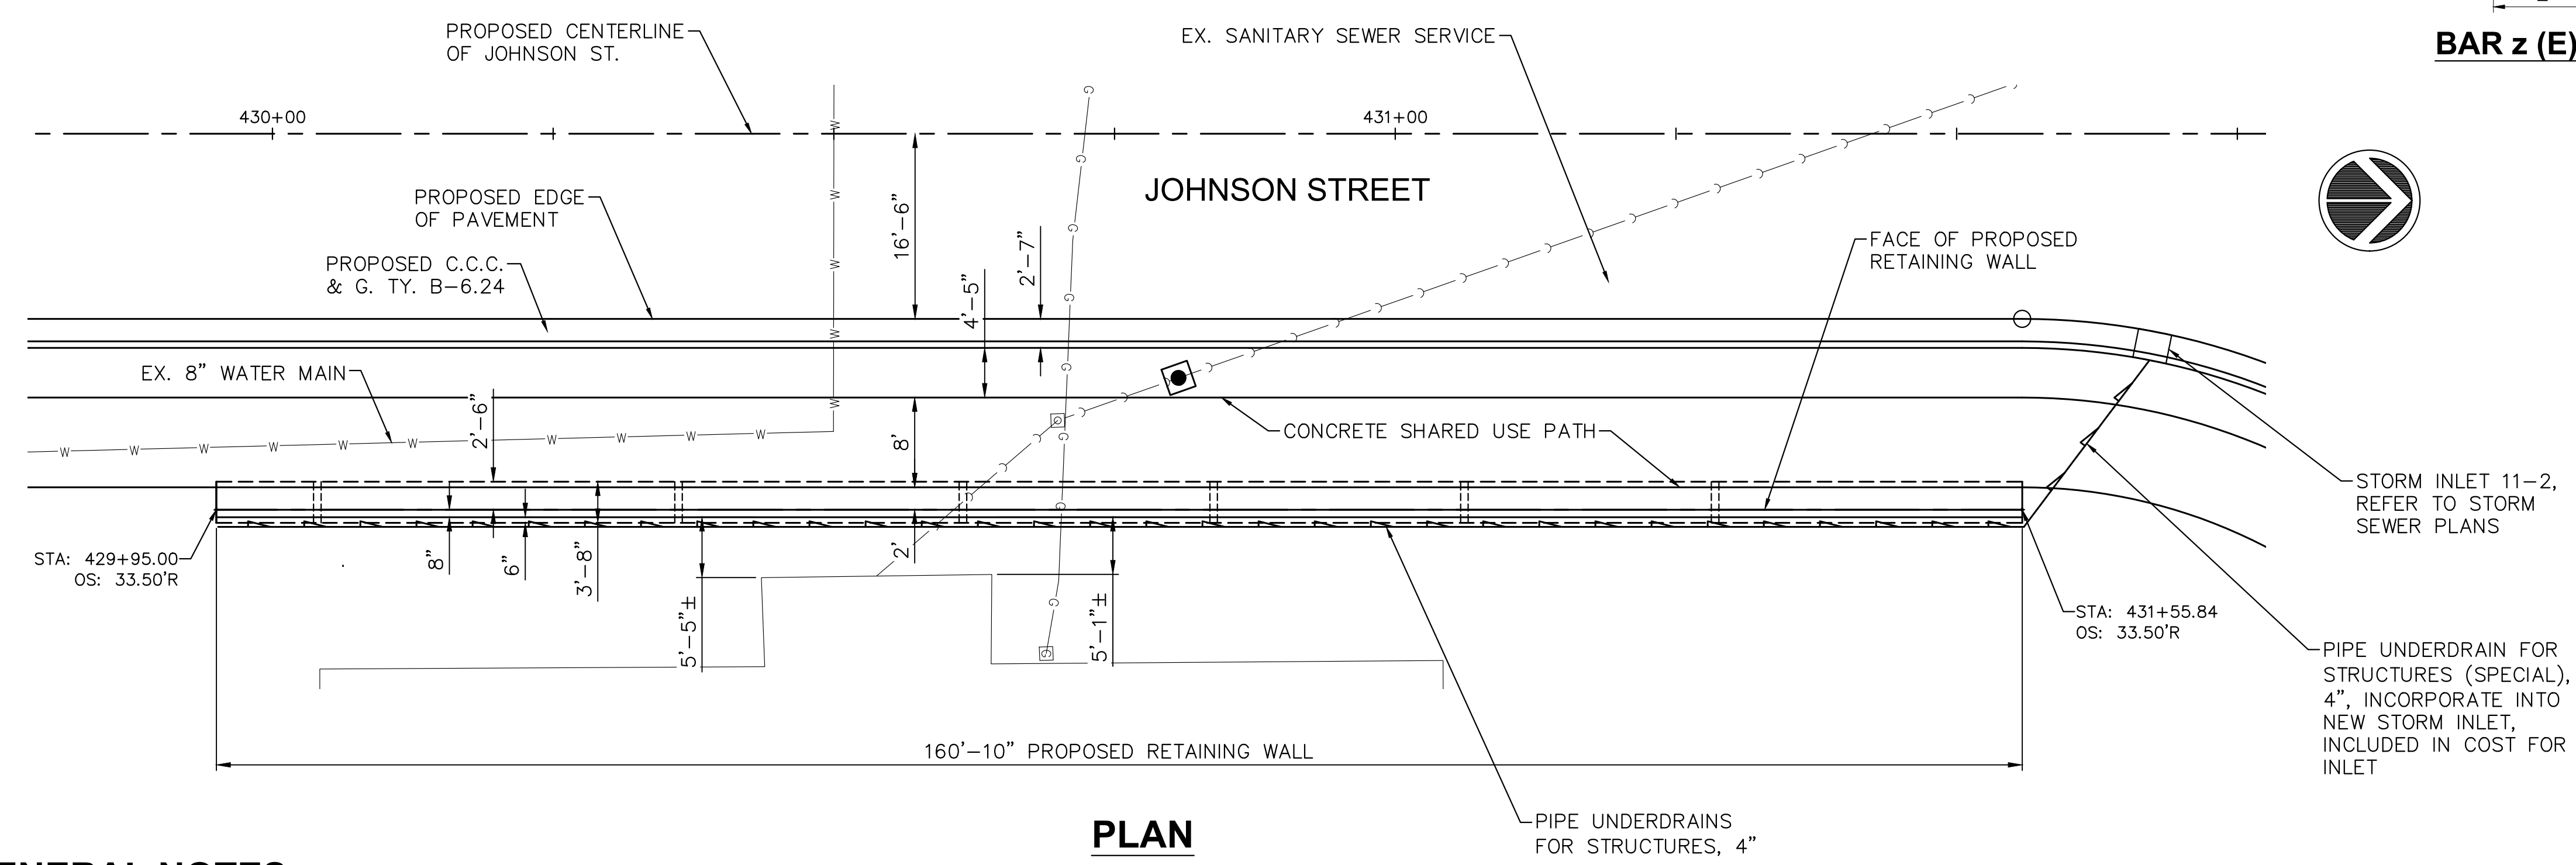 BAR z (E)
PROPOSED CENTERLINE
OF JOHNSON ST.
EX. SANITARY SEWER SERVICE
430+00
431+00
JOHNSON STREET
PROPOSED EDGE
OF PAVEMENT
PROPOSED C.C.C.
& G. TY. B-6.24
16'-6"
2'-7"
4'-5"
FACE OF PROPOSED
RETAINING WALL
EX. 8" WATER MAIN
2'-6"
8'
CONCRETE SHARED USE PATH
STORM INLET 11-2,
REFER TO STORM
SEWER PLANS
STA: 429+95.00
OS: 33.50'R
8"
6"
3'-8"
2'
5'-5"±
5'-1"±
STA: 431+55.84
OS: 33.50'R
PIPE UNDERDRAIN FOR
STRUCTURES (SPECIAL),
4", INCORPORATE INTO
NEW STORM INLET,
INCLUDED IN COST FOR
INLET
160'-10" PROPOSED RETAINING WALL
PLAN
PIPE UNDERDRAINS
FOR STRUCTURES, 4"